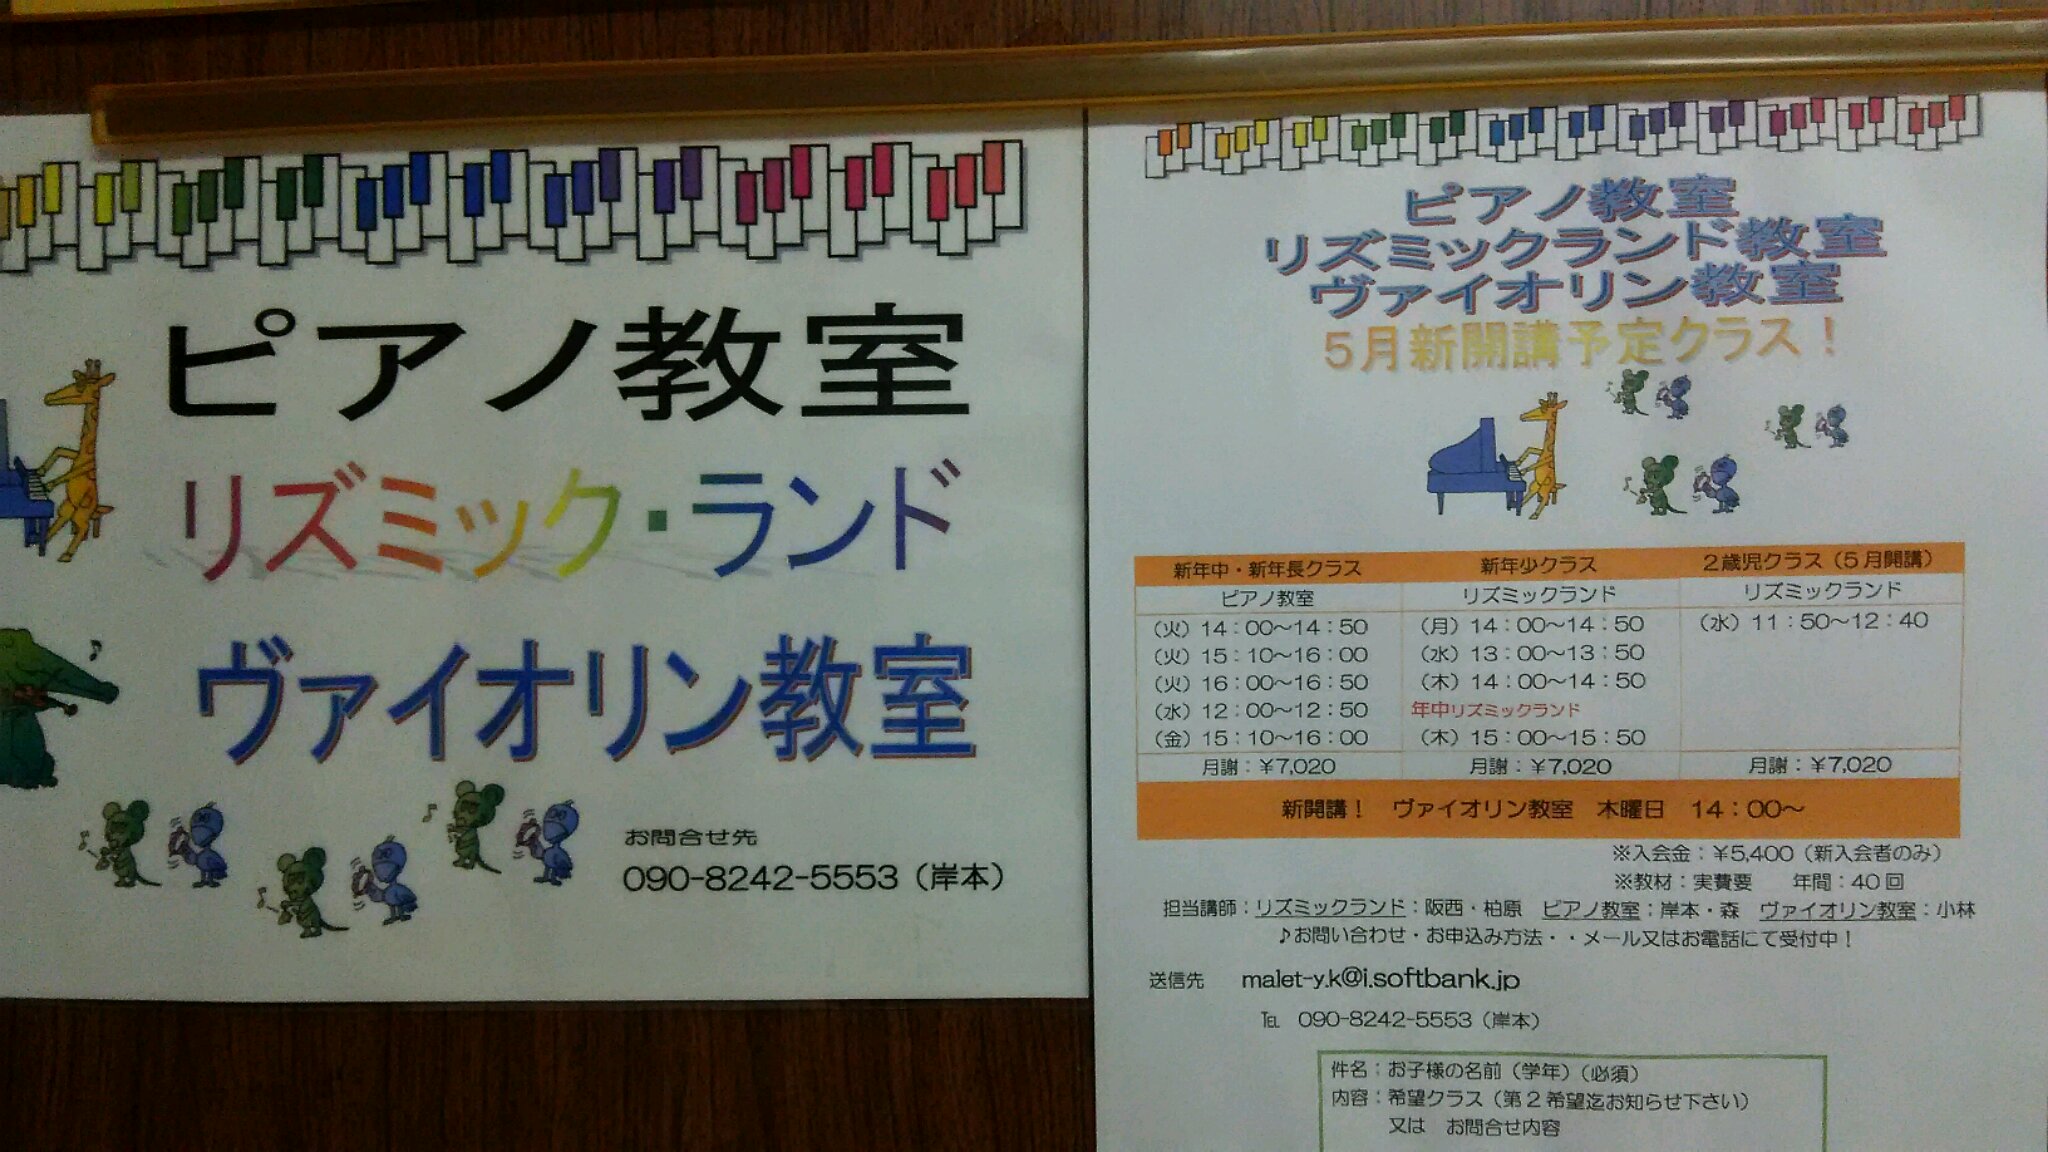 ピアノ教室
リズミック・ランド
ヴァイオリン教室
お問合せ先
090-8242-5553（岸本）
ピアノ教室
リズミックランド教室
ヴァイオリン教室
５月新開講予定クラス！
新年中・新年長クラス 新年少クラス ２歳児クラス（５月開講）
ピアノ教室 リズミックランド リズミックランド
（火）14：00～14：50 （月）14：00～14：50 （水）11：50～12：40
（火）15：10～16：00 （水）13：00～13：50
（火）16：00～16：50 （木）14：00～14：50
（水）12：00～12：50 年中リズミックランド
（金）15：10～16：00 （木）15：00～15：50
月謝：￥7,020 月謝：￥7,020 月謝：￥7,020
新開講！ ヴァイオリン教室 木曜日 14：00～
※入会金：￥5,400（新入会者のみ）
※教材：実費要 年間：40回
担当講師：リズミックランド：阪西・柏原 ピアノ教室：岸本・森 ヴァイオリン教室：小林
♪お問い合わせ・お申込み方法・・メール又はお電話にて受付中！
送信先 malet-y.k@i.softbank.jp
℡ 090-8242-5553（岸本）
件名：お子様の名前（学年）（必須）
内容：希望クラス（第２希望迄お知らせ下さい）
又は お問合せ内容